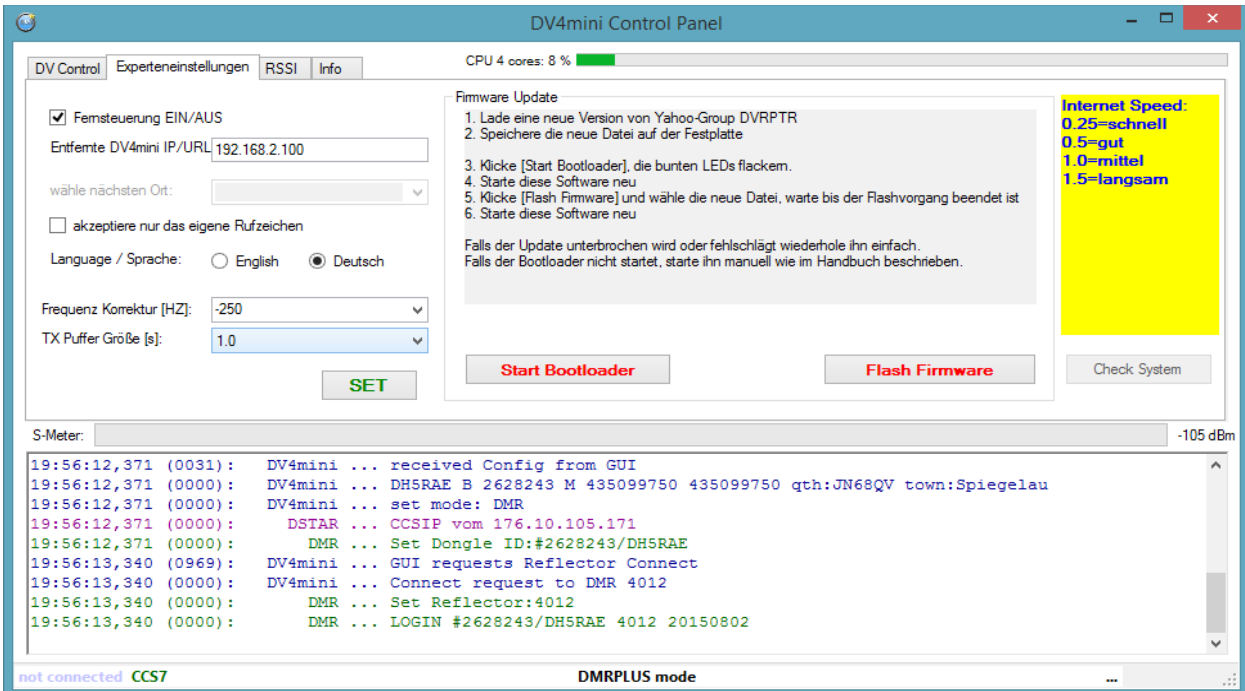 DV4mini Control Panel
DV Control Experteneinstellungen RSSI Info
CPU 4 cores: 8 %
Fernsteuerung EIN/AUS
Entfernte DV4mini IP/URL 192.168.2.100
wähle nächsten Ort:
akzeptiere nur das eigene Rufzeichen
Language / Sprache: English Deutsch
Frequenz Korrektur [HZ]: -250
TX Puffer Größe [s]: 1.0
SET
Firmware Update
1. Lade eine neue Version von Yahoo-Group DVRPTR
2. Speichere die neue Datei auf der Festplatte
3. Klicke [Start Bootloader], die bunten LEDs flackern.
4. Starte diese Software neu
5. Klicke [Flash Firmware] und wähle die neue Datei, warte bis der Flashvorgang beendet ist
6. Starte diese Software neu
Falls der Update unterbrochen wird oder fehlschlägt wiederhole ihn einfach.
Falls der Bootloader nicht startet, starte ihn manuell wie im Handbuch beschrieben.
Start Bootloader Flash Firmware
Internet Speed:
0.25=schnell
0.5=gut
1.0=mittel
1.5=langsam
Check System
S-Meter: -105 dBm
19:56:12,371 (0031): DV4mini ... received Config from GUI
19:56:12,371 (0000): DV4mini ... DH5RAE B 2628243 M 435099750 435099750 qth:JN68QV town:Spiegelau
19:56:12,371 (0000): DV4mini ... set mode: DMR
19:56:12,371 (0000): DSTAR ... CCSIP vom 176.10.105.171
19:56:12,371 (0000): DMR ... Set Dongle ID:#2628243/DH5RAE
19:56:13,340 (0969): DV4mini ... GUI requests Reflector Connect
19:56:13,340 (0000): DV4mini ... Connect request to DMR 4012
19:56:13,340 (0000): DMR ... Set Reflector:4012
19:56:13,340 (0000): DMR ... LOGIN #2628243/DH5RAE 4012 20150802
not connected CCS7 DMRPLUS mode ...